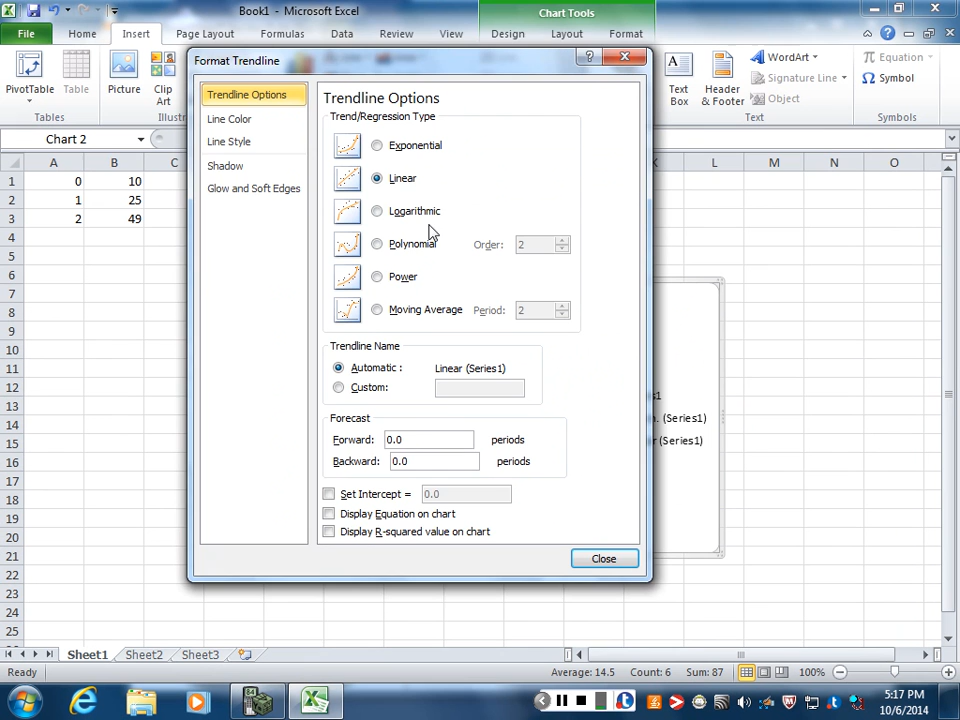 Book1 - Microsoft Excel
Chart Tools
File Home Insert Page Layout Formulas Data Review View Design Layout Format
PivotTable Table Picture Clip Art Text Box Header & Footer WordArt Signature Line Object Equation Symbol
Tables Text Symbols
Chart 2
A B C L M N O
1 0 10
2 1 25
3 2 49
4
5
6
7
8
9
10
11
12
13
14
15
16
17
18
19
20
21
22
23
24
25
Format Trendline
Trendline Options
Line Color
Line Style
Shadow
Glow and Soft Edges
Trendline Options
Trend/Regression Type
Exponential
Linear
Logarithmic
Polynomial Order: 2
Power
Moving Average Period: 2
Trendline Name
Automatic : Linear (Series1)
Custom:
Forecast
Forward: 0.0 periods
Backward: 0.0 periods
Set Intercept = 0.0
Display Equation on chart
Display R-squared value on chart
Close
(Series1)
(Series1)
Sheet1 Sheet2 Sheet3
Ready Average: 14.5 Count: 6 Sum: 87 100%
5:17 PM
10/6/2014